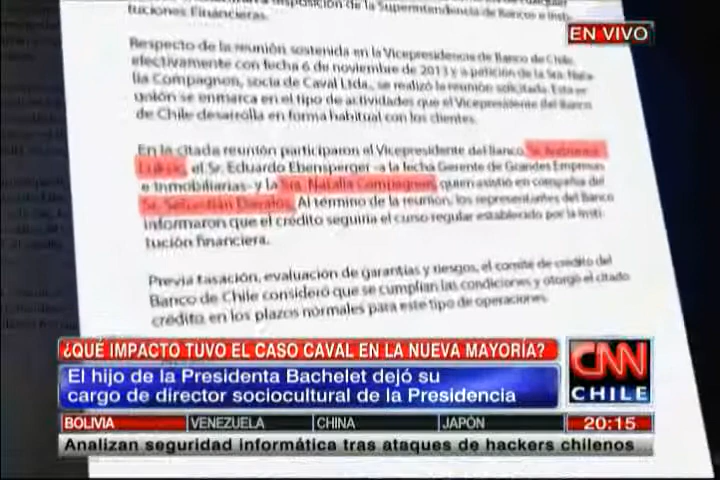 disposición de la Superintendencia de Bancos e Insti-
tuciones Financieras.
EN VIVO
Respecto de la reunión sostenida en la Vicepresidencia de Banco de Chile,
efectivamente con fecha 6 de noviembre de 2013 y a petición de la Sra. Nata-
lia Compagnon, socia de Caval Ltda., se realizó la reunión solicitada. Esta re-
unión se enmarca en el tipo de actividades que el Vicepresidente del Banco
de Chile desarrolla en forma habitual con los clientes.
En la citada reunión participaron el Vicepresidente del Banco, Sr. Andrónico
Luksic, el Sr. Eduardo Ebensperger -a la fecha Gerente de Grandes Empresas
e Inmobiliarias- y la Sra. Natalia Compagnon, quien asistió en compañía del
Sr. Sebastián Dávalos. Al término de la reunión, los representantes del Banco
informaron que el crédito seguiría el curso regular establecido por la insti-
tución financiera.
Previa tasación, evaluación de garantías y riesgos, el comité de crédito del
Banco de Chile consideró que se cumplían las condiciones y otorgó el citado
crédito en los plazos normales para este tipo de operaciones.
¿QUÉ IMPACTO TUVO EL CASO CAVAL EN LA NUEVA MAYORÍA?
El hijo de la Presidenta Bachelet dejó su
cargo de director sociocultural de la Presidencia
CNN
CHILE
BOLIVIA VENEZUELA CHINA JAPÓN
20:15
Analizan seguridad informática tras ataques de hackers chilenos